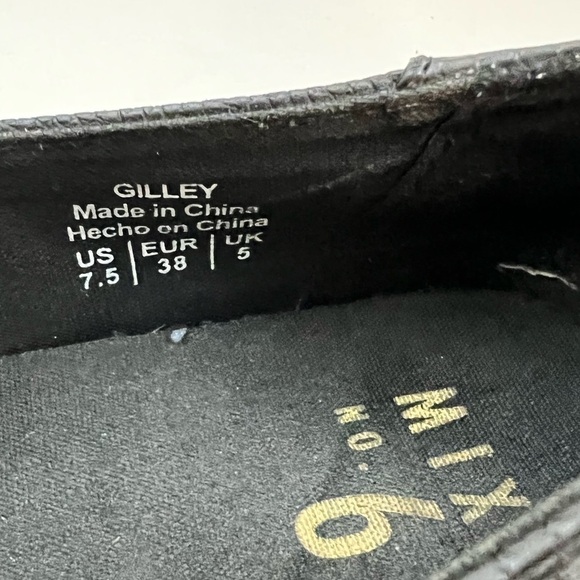 GILLEY
Made in China
Hecho en China
US | EUR | UK
7.5 | 38 | 5
MIX
NO. 6